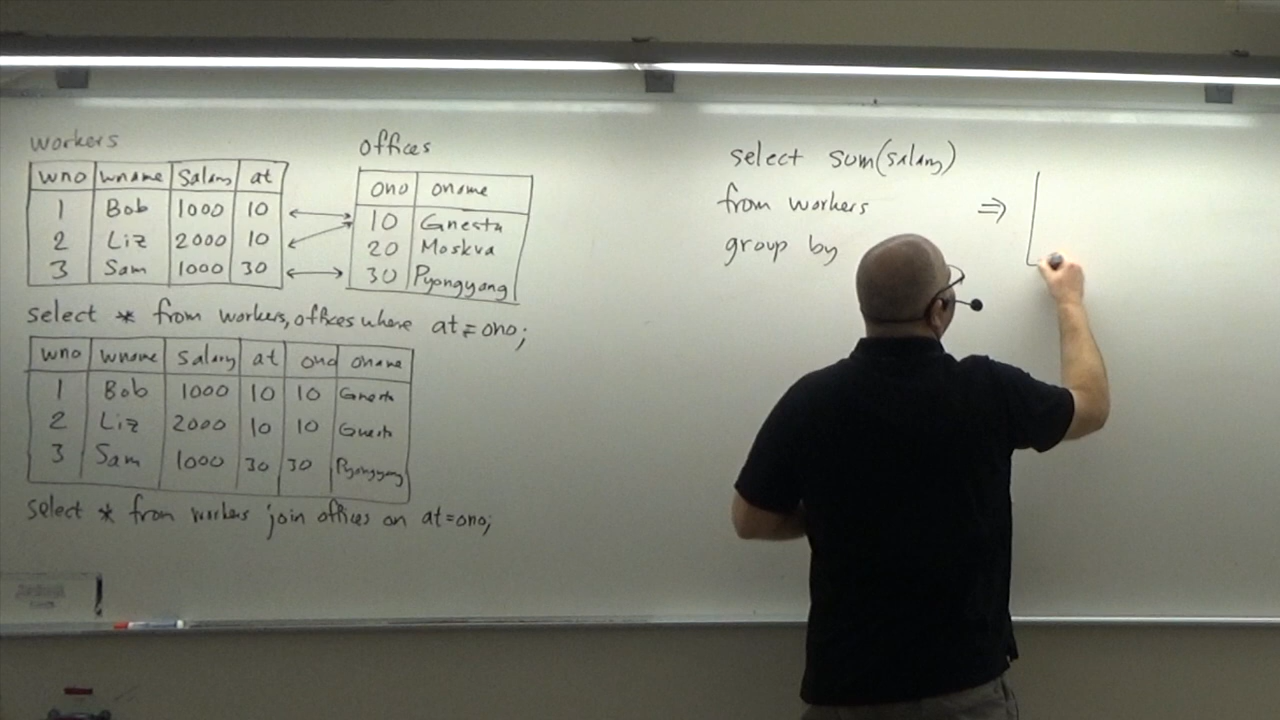 workers
wno wname salary at
1 Bob 1000 10
2 Liz 2000 10
3 Sam 1000 30
offices
ono oname
10 Gnesta
20 Moskva
30 Pyongyang
select * from workers, offices where at=ono;
wno wname salary at ono oname
1 Bob 1000 10 10 Gnesta
2 Liz 2000 10 10 Gnesta
3 Sam 1000 30 30 Pyongyang
select * from workers join offices on at=ono;
select sum(salary)
from workers ⇒
group by